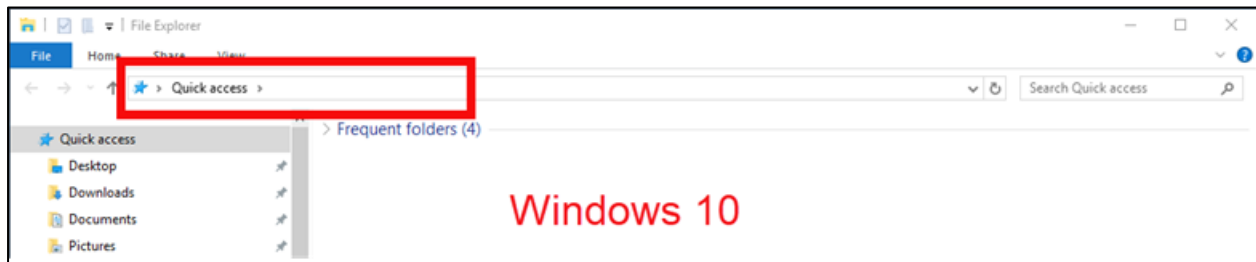 File Explorer
File Home Share View
Quick access
Search Quick access
Quick access
Frequent folders (4)
Desktop
Downloads
Documents
Pictures
Windows 10